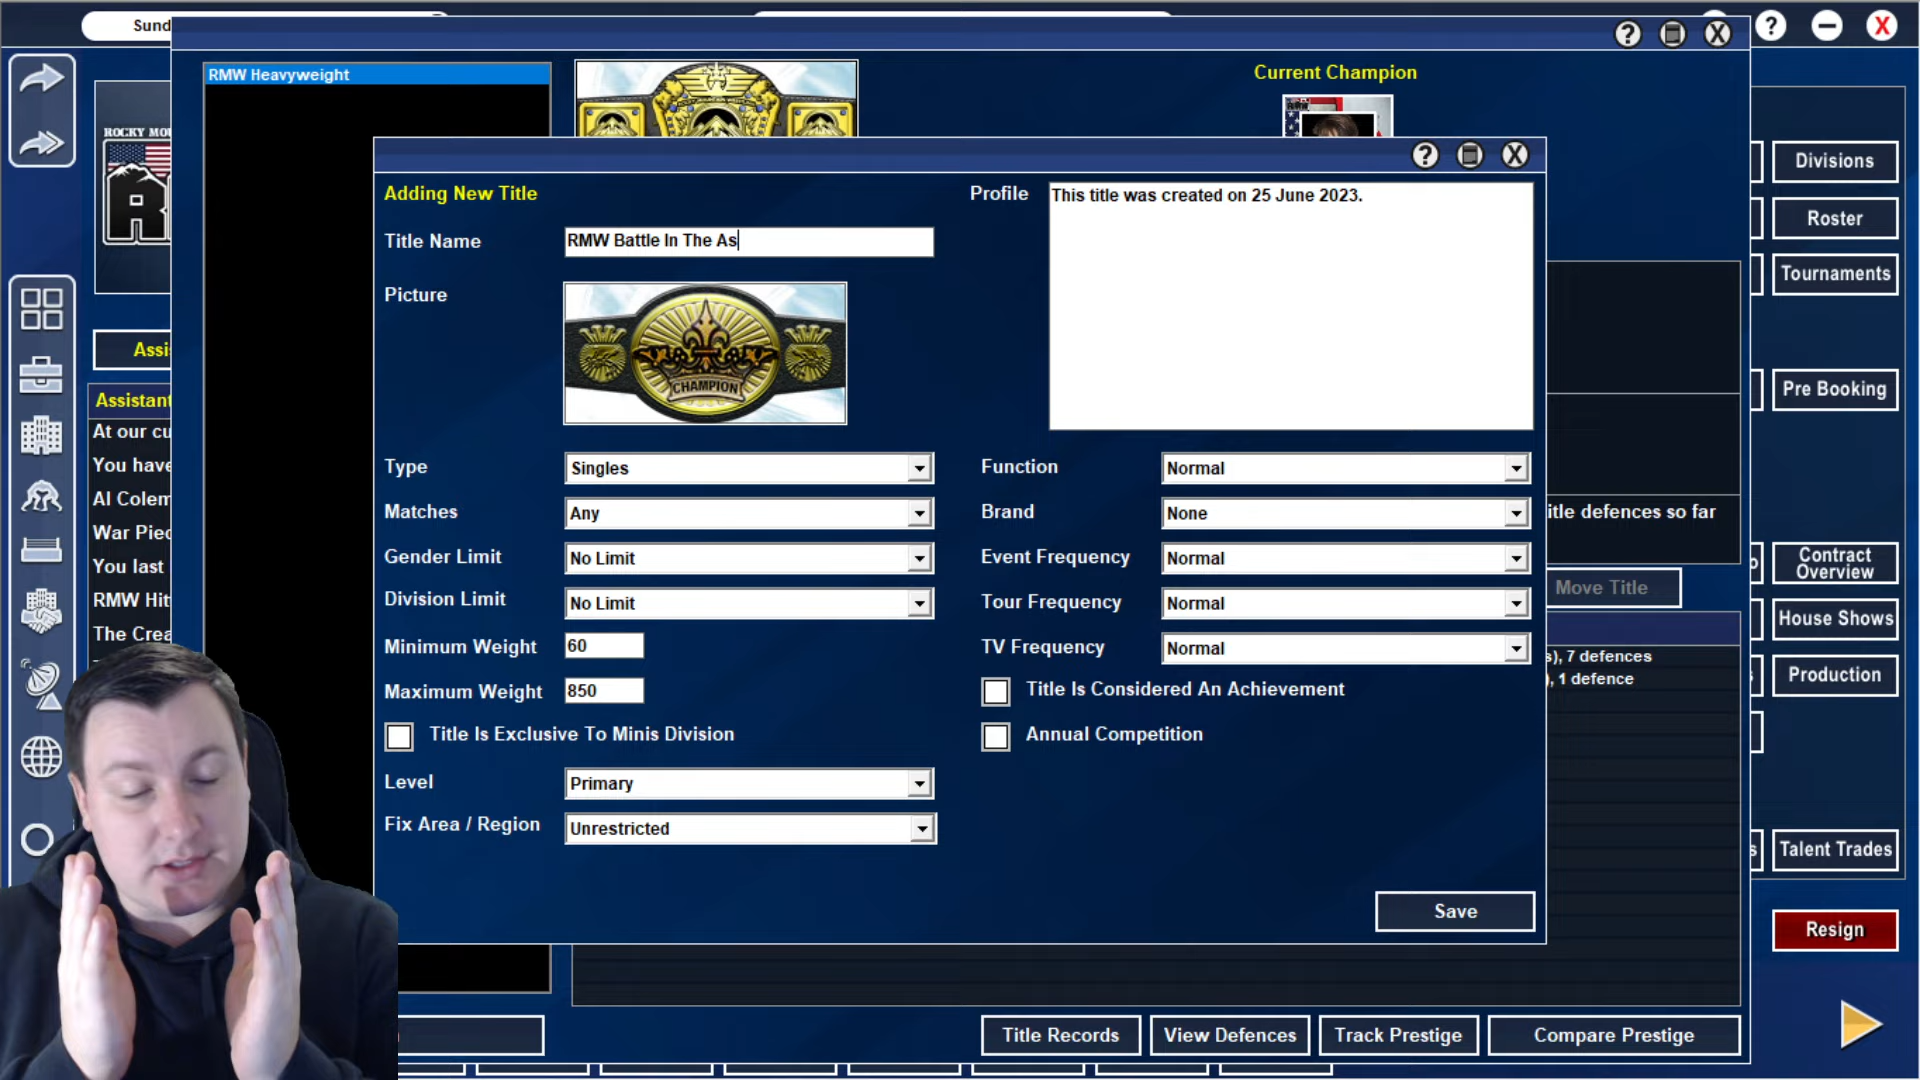 Sund
RMW Heavyweight
Current Champion
ROCKY MOU
Adding New Title
Title Name
RMW Battle In The As
Picture
CHAMPION
Profile
This title was created on 25 June 2023.
Type
Singles
Function
Normal
Matches
Any
Brand
None
Gender Limit
No Limit
Event Frequency
Normal
Division Limit
No Limit
Tour Frequency
Normal
Minimum Weight
60
TV Frequency
Normal
Maximum Weight
850
Title Is Considered An Achievement
Title Is Exclusive To Minis Division
Annual Competition
Level
Primary
Fix Area / Region
Unrestricted
Save
Assi
Assistant
At our cu
You have
Al Colem
War Piec
You last
RMW Hit
The Crea
itle defences so far
Move Title
s), 7 defences
), 1 defence
Divisions
Roster
Tournaments
Pre Booking
Contract
Overview
House Shows
Production
Talent Trades
Resign
Title Records
View Defences
Track Prestige
Compare Prestige